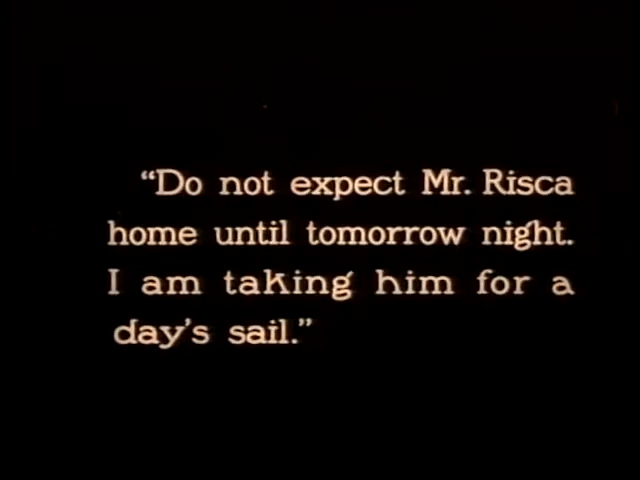 “Do not expect Mr. Risca
home until tomorrow night.
I am taking him for a
day’s sail.”